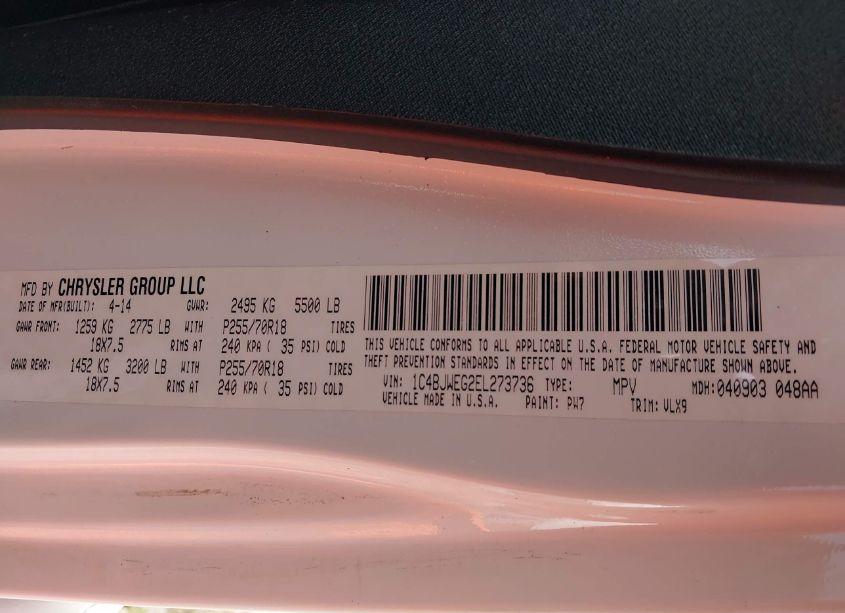 MFD BY CHRYSLER GROUP LLC
DATE OF MFR(BUILT): 4-14 GVWR: 2495 KG 5500 LB
GAWR FRONT: 1259 KG 2775 LB WITH P255/70R18 TIRES
18X7.5 RIMS AT 240 KPA ( 35 PSI) COLD
GAWR REAR: 1452 KG 3200 LB WITH P255/70R18 TIRES
18X7.5 RIMS AT 240 KPA ( 35 PSI) COLD
THIS VEHICLE CONFORMS TO ALL APPLICABLE U.S.A. FEDERAL MOTOR VEHICLE SAFETY AND
THEFT PREVENTION STANDARDS IN EFFECT ON THE DATE OF MANUFACTURE SHOWN ABOVE.
VIN: 1C4BJWEG2EL273736 TYPE: MPV MDH:040903 048AA
VEHICLE MADE IN U.S.A. PAINT: PW7 TRIM: VLX9